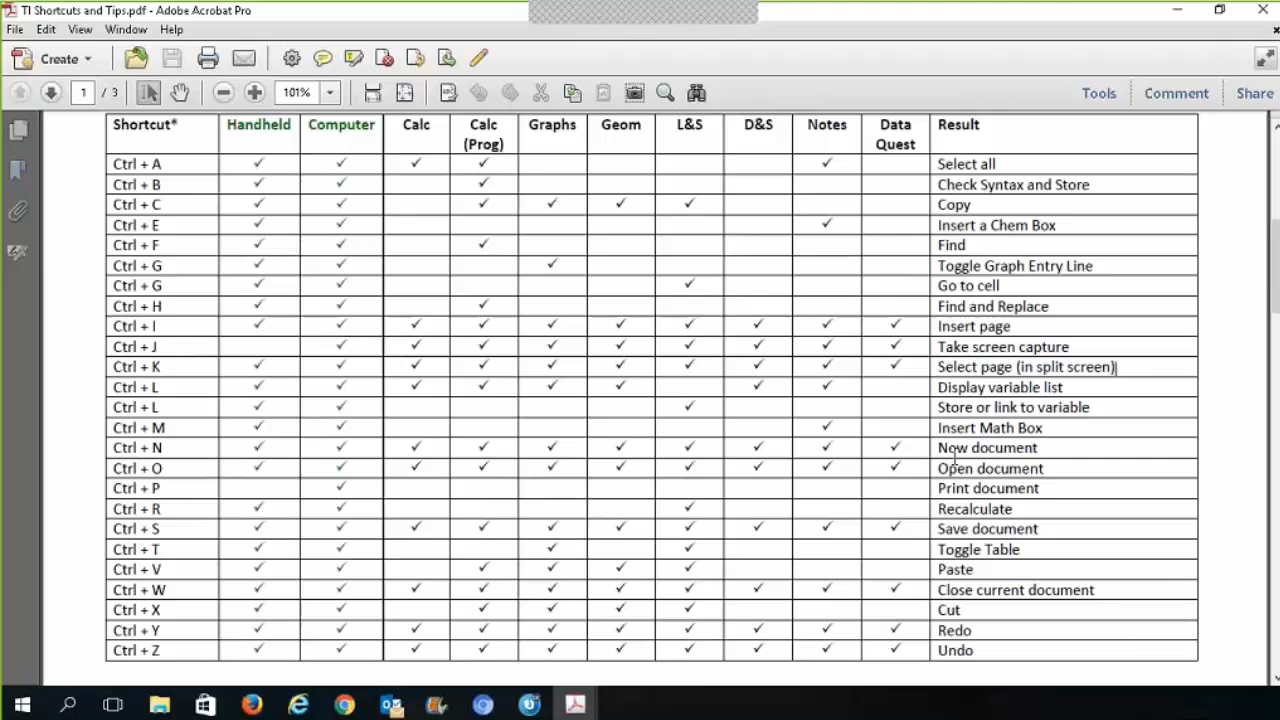 TI Shortcuts and Tips.pdf - Adobe Acrobat Pro
File Edit View Window Help
Create
1 / 3 101% Tools Comment Share
Shortcut* Handheld Computer Calc Calc (Prog) Graphs Geom L&S D&S Notes Data Quest Result
Ctrl + A ✓ ✓ ✓ ✓ ✓ Select all
Ctrl + B ✓ ✓ ✓ Check Syntax and Store
Ctrl + C ✓ ✓ ✓ ✓ ✓ ✓ Copy
Ctrl + E ✓ ✓ ✓ Insert a Chem Box
Ctrl + F ✓ ✓ ✓ Find
Ctrl + G ✓ ✓ ✓ Toggle Graph Entry Line
Ctrl + G ✓ ✓ ✓ Go to cell
Ctrl + H ✓ ✓ ✓ Find and Replace
Ctrl + I ✓ ✓ ✓ ✓ ✓ ✓ ✓ ✓ ✓ ✓ Insert page
Ctrl + J ✓ ✓ ✓ ✓ ✓ ✓ ✓ ✓ ✓ Take screen capture
Ctrl + K ✓ ✓ ✓ ✓ ✓ ✓ ✓ ✓ ✓ ✓ Select page (in split screen)
Ctrl + L ✓ ✓ ✓ ✓ ✓ ✓ ✓ ✓ Display variable list
Ctrl + L ✓ ✓ ✓ Store or link to variable
Ctrl + M ✓ ✓ ✓ Insert Math Box
Ctrl + N ✓ ✓ ✓ ✓ ✓ ✓ ✓ ✓ ✓ ✓ New document
Ctrl + O ✓ ✓ ✓ ✓ ✓ ✓ ✓ ✓ ✓ ✓ Open document
Ctrl + P ✓ Print document
Ctrl + R ✓ ✓ ✓ Recalculate
Ctrl + S ✓ ✓ ✓ ✓ ✓ ✓ ✓ ✓ ✓ ✓ Save document
Ctrl + T ✓ ✓ ✓ ✓ Toggle Table
Ctrl + V ✓ ✓ ✓ ✓ ✓ ✓ Paste
Ctrl + W ✓ ✓ ✓ ✓ ✓ ✓ ✓ ✓ ✓ ✓ Close current document
Ctrl + X ✓ ✓ ✓ ✓ ✓ ✓ Cut
Ctrl + Y ✓ ✓ ✓ ✓ ✓ ✓ ✓ ✓ ✓ ✓ Redo
Ctrl + Z ✓ ✓ ✓ ✓ ✓ ✓ ✓ ✓ ✓ ✓ Undo